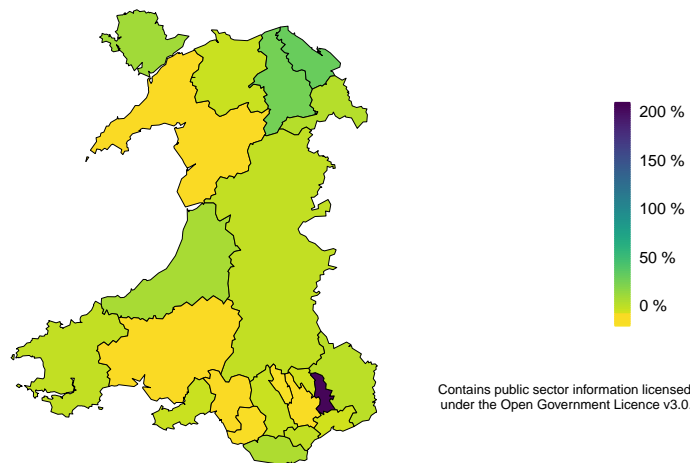 200 %
150 %
100 %
50 %
0 %
Contains public sector information licensed
under the Open Government Licence v3.0.